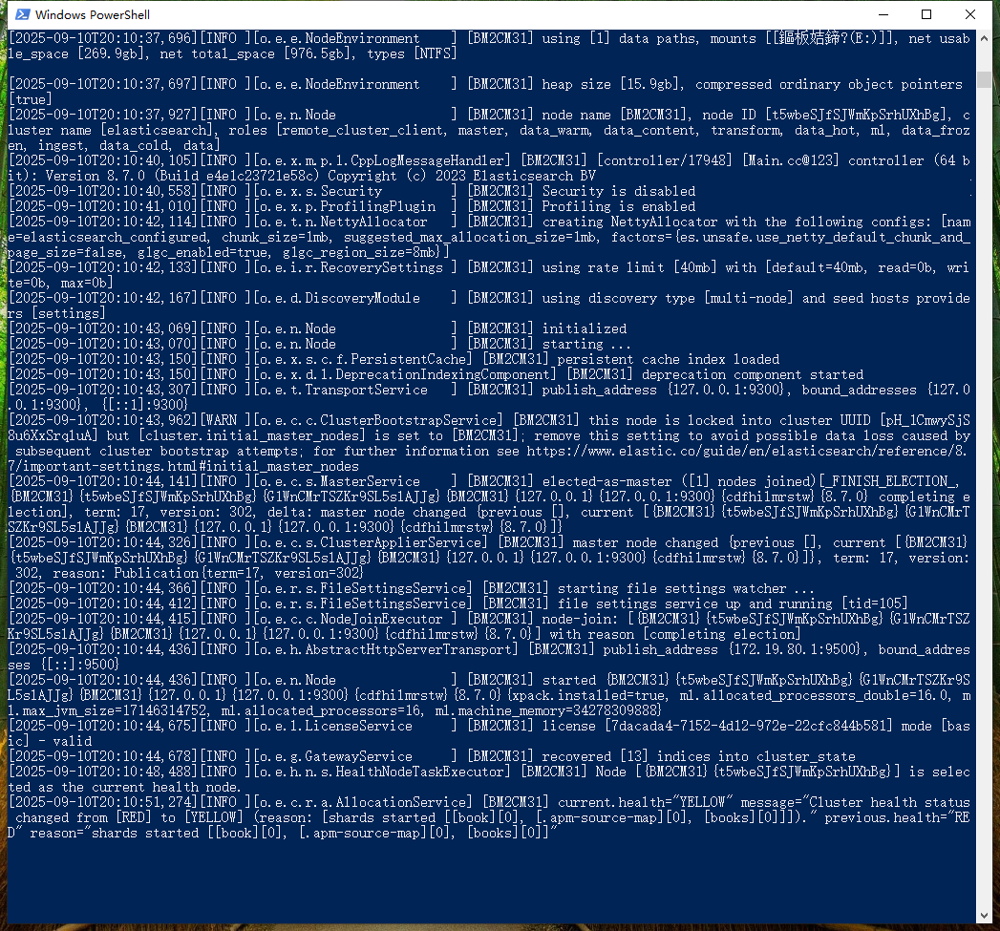 Windows PowerShell
[2025-09-10T20:10:37,696][INFO ][o.e.e.NodeEnvironment    ] [BM2CM31] using [1] data paths, mounts [[鏂板姞鍗?(E:)]], net usab
le_space [269.9gb], net total_space [976.5gb], types [NTFS]
[2025-09-10T20:10:37,697][INFO ][o.e.e.NodeEnvironment    ] [BM2CM31] heap size [15.9gb], compressed ordinary object pointers
[true]
[2025-09-10T20:10:37,927][INFO ][o.e.n.Node               ] [BM2CM31] node name [BM2CM31], node ID [t5wbeSJfSJWmKpSrhUXhBg], c
luster name [elasticsearch], roles [remote_cluster_client, master, data_warm, data_content, transform, data_hot, ml, data_froz
en, ingest, data_cold, data]
[2025-09-10T20:10:40,105][INFO ][o.e.x.m.p.l.CppLogMessageHandler] [BM2CM31] [controller/17948] [Main.cc@123] controller (64 b
it): Version 8.7.0 (Build e4e1c23721e58c) Copyright (c) 2023 Elasticsearch BV
[2025-09-10T20:10:40,558][INFO ][o.e.x.s.Security         ] [BM2CM31] Security is disabled
[2025-09-10T20:10:41,010][INFO ][o.e.x.p.ProfilingPlugin  ] [BM2CM31] Profiling is enabled
[2025-09-10T20:10:42,114][INFO ][o.e.t.n.NettyAllocator   ] [BM2CM31] creating NettyAllocator with the following configs: [nam
e=elasticsearch_configured, chunk_size=1mb, suggested_max_allocation_size=1mb, factors={es.unsafe.use_netty_default_chunk_and_
page_size=false, g1gc_enabled=true, g1gc_region_size=8mb}]
[2025-09-10T20:10:42,133][INFO ][o.e.i.r.RecoverySettings ] [BM2CM31] using rate limit [40mb] with [default=40mb, read=0b, wri
te=0b, max=0b]
[2025-09-10T20:10:42,167][INFO ][o.e.d.DiscoveryModule    ] [BM2CM31] using discovery type [multi-node] and seed hosts provide
rs [settings]
[2025-09-10T20:10:43,069][INFO ][o.e.n.Node               ] [BM2CM31] initialized
[2025-09-10T20:10:43,070][INFO ][o.e.n.Node               ] [BM2CM31] starting ...
[2025-09-10T20:10:43,150][INFO ][o.e.x.s.c.f.PersistentCache] [BM2CM31] persistent cache index loaded
[2025-09-10T20:10:43,150][INFO ][o.e.x.d.l.DeprecationIndexingComponent] [BM2CM31] deprecation component started
[2025-09-10T20:10:43,307][INFO ][o.e.t.TransportService   ] [BM2CM31] publish_address {127.0.0.1:9300}, bound_addresses {127.0
.0.1:9300}, {[::1]:9300}
[2025-09-10T20:10:43,962][WARN ][o.e.c.c.ClusterBootstrapService] [BM2CM31] this node is locked into cluster UUID [pH_1CmwySjS
Su6XxSrq1uA] but [cluster.initial_master_nodes] is set to [BM2CM31]; remove this setting to avoid possible data loss caused by
subsequent cluster bootstrap attempts; for further information see https://www.elastic.co/guide/en/elasticsearch/reference/8.
7/important-settings.html#initial_master_nodes
[2025-09-10T20:10:44,141][INFO ][o.e.c.s.MasterService    ] [BM2CM31] elected-as-master ([1] nodes joined)[_FINISH_ELECTION_,
{BM2CM31}{t5wbeSJfSJWmKpSrhUXhBg}{G1WnCMrTSZKr9SL5s1AJJg}{BM2CM31}{127.0.0.1}{127.0.0.1:9300}{cdfhilmrstw}{8.7.0} completing e
lection], term: 17, version: 302, delta: master node changed {previous [], current [{BM2CM31}{t5wbeSJfSJWmKpSrhUXhBg}{G1WnCMrT
SZKr9SL5s1AJJg}{BM2CM31}{127.0.0.1}{127.0.0.1:9300}{cdfhilmrstw}{8.7.0}]}
[2025-09-10T20:10:44,326][INFO ][o.e.c.s.ClusterApplierService] [BM2CM31] master node changed {previous [], current [{BM2CM31}
{t5wbeSJfSJWmKpSrhUXhBg}{G1WnCMrTSZKr9SL5s1AJJg}{BM2CM31}{127.0.0.1}{127.0.0.1:9300}{cdfhilmrstw}{8.7.0}]}, term: 17, version:
302, reason: Publication{term=17, version=302}
[2025-09-10T20:10:44,366][INFO ][o.e.r.s.FileSettingsService] [BM2CM31] starting file settings watcher ...
[2025-09-10T20:10:44,412][INFO ][o.e.r.s.FileSettingsService] [BM2CM31] file settings service up and running [tid=105]
[2025-09-10T20:10:44,415][INFO ][o.e.c.c.NodeJoinExecutor ] [BM2CM31] node-join: [{BM2CM31}{t5wbeSJfSJWmKpSrhUXhBg}{G1WnCMrTSZ
Kr9SL5s1AJJg}{BM2CM31}{127.0.0.1}{127.0.0.1:9300}{cdfhilmrstw}{8.7.0}] with reason [completing election]
[2025-09-10T20:10:44,436][INFO ][o.e.h.AbstractHttpServerTransport] [BM2CM31] publish_address {172.19.80.1:9500}, bound_addres
ses {[::]:9500}
[2025-09-10T20:10:44,436][INFO ][o.e.n.Node               ] [BM2CM31] started {BM2CM31}{t5wbeSJfSJWmKpSrhUXhBg}{G1WnCMrTSZKr9S
L5s1AJJg}{BM2CM31}{127.0.0.1}{127.0.0.1:9300}{cdfhilmrstw}{8.7.0}{xpack.installed=true, ml.allocated_processors_double=16.0, m
l.max_jvm_size=17146314752, ml.allocated_processors=16, ml.machine_memory=34278309888}
[2025-09-10T20:10:44,675][INFO ][o.e.l.LicenseService     ] [BM2CM31] license [7dacada4-7152-4d12-972e-22cfc844b581] mode [bas
ic] - valid
[2025-09-10T20:10:44,678][INFO ][o.e.g.GatewayService     ] [BM2CM31] recovered [13] indices into cluster_state
[2025-09-10T20:10:48,488][INFO ][o.e.h.n.s.HealthNodeTaskExecutor] [BM2CM31] Node [{BM2CM31}{t5wbeSJfSJWmKpSrhUXhBg}] is selec
ted as the current health node.
[2025-09-10T20:10:51,274][INFO ][o.e.c.r.a.AllocationService] [BM2CM31] current.health="YELLOW" message="Cluster health status
changed from [RED] to [YELLOW] (reason: [shards started [[book][0], [.apm-source-map][0], [books][0]]])." previous.health="RE
D" reason="shards started [[book][0], [.apm-source-map][0], [books][0]]"